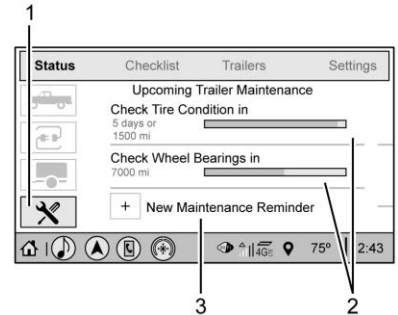 1
Status Checklist Trailers Settings
Upcoming Trailer Maintenance
Check Tire Condition in
5 days or
1500 mi
Check Wheel Bearings in
7000 mi
+ New Maintenance Reminder
4G 75° 2:43
3 2